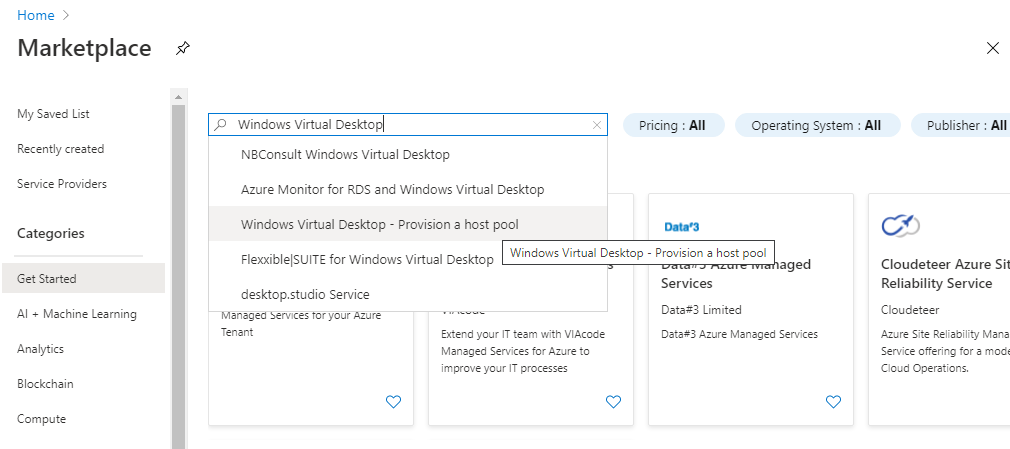 Home >
Marketplace
My Saved List
Recently created
Service Providers
Categories
Get Started
AI + Machine Learning
Analytics
Blockchain
Compute
Windows Virtual Desktop
Pricing : All
Operating System : All
Publisher : All
NBConsult Windows Virtual Desktop
Azure Monitor for RDS and Windows Virtual Desktop
Windows Virtual Desktop - Provision a host pool
Flexxible|SUITE for Windows Virtual Desktop
desktop.studio Service
Windows Virtual Desktop - Provision a host pool
Managed Services for your Azure
Tenant
VIAcode
Extend your IT team with VIAcode
Managed Services for Azure to
improve your IT processes
Data#3
Data#3 Azure Managed
Services
Data#3 Limited
Data#3 Azure Managed Services
Cloudeteer Azure Sit
Reliability Service
Cloudeteer
Azure Site Reliability Mana
Service offering for a mode
Cloud Operations.